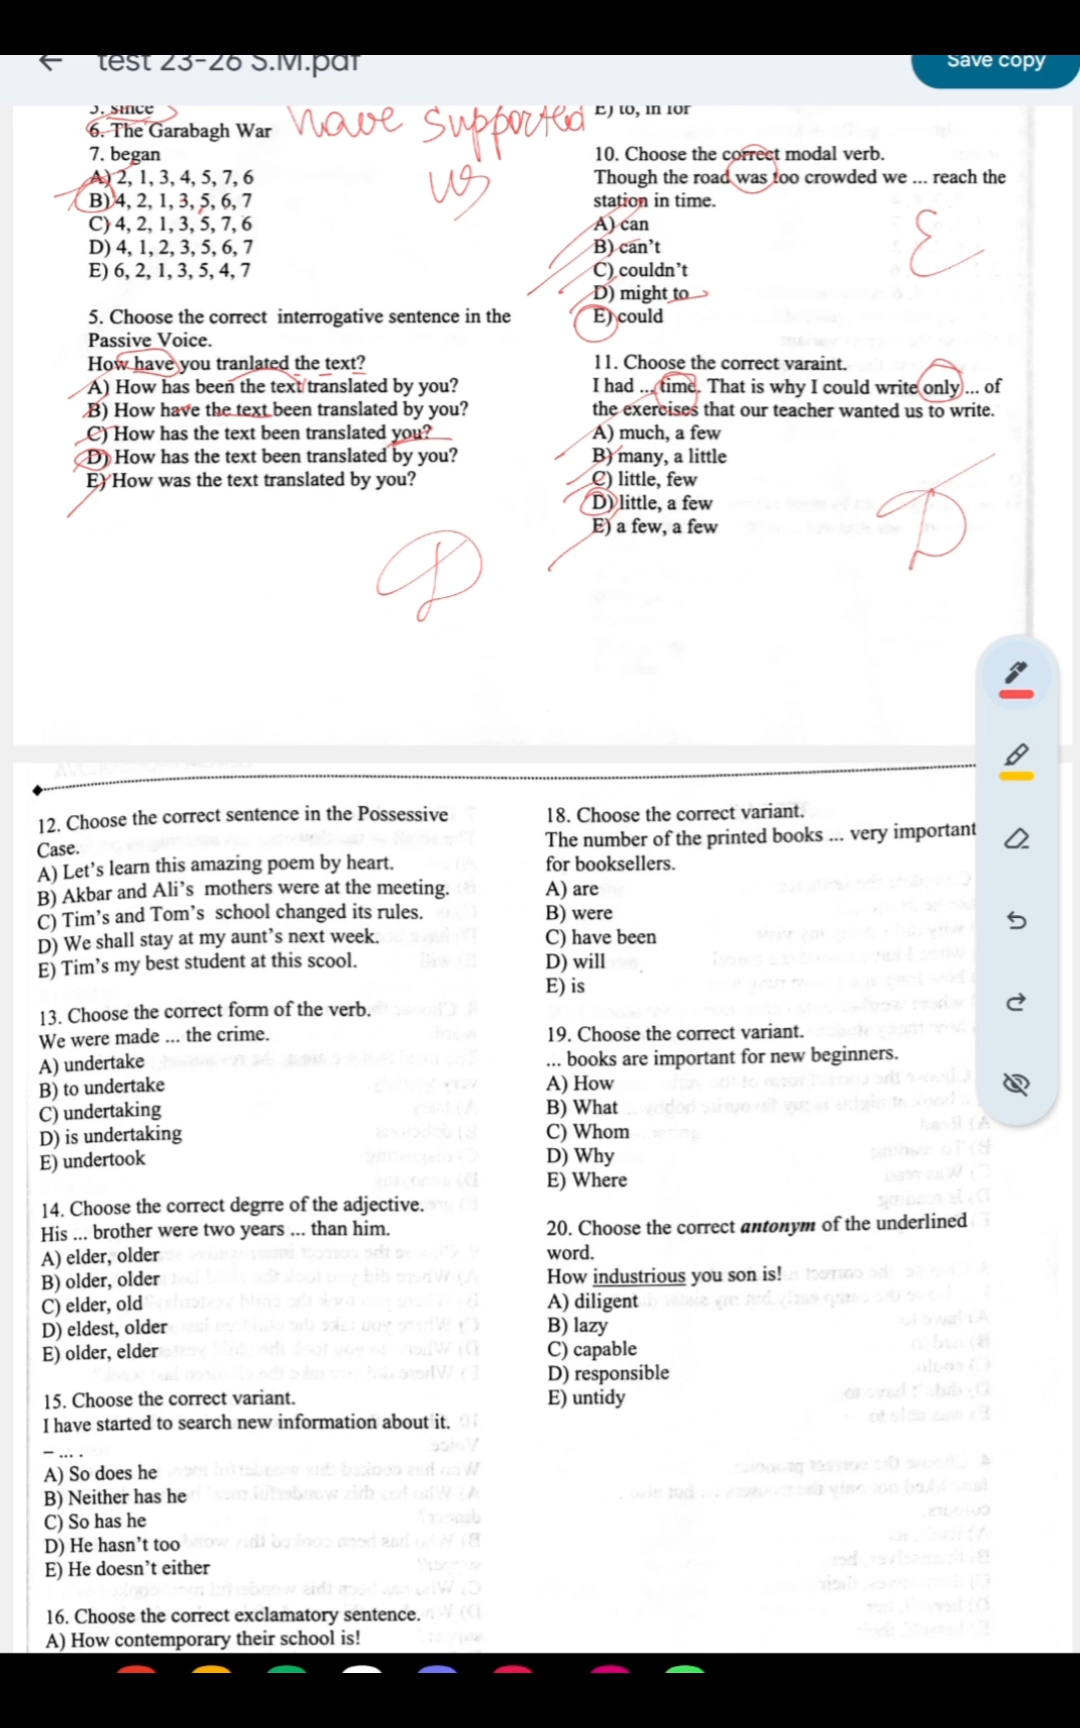 test 23-26 S.M.pdf
Save copy
5. since
6. The Garabagh War
7. began
A) 2, 1, 3, 4, 5, 7, 6
B) 4, 2, 1, 3, 5, 6, 7
C) 4, 2, 1, 3, 5, 7, 6
D) 4, 1, 2, 3, 5, 6, 7
E) 6, 2, 1, 3, 5, 4, 7
have supported
us
5. Choose the correct interrogative sentence in the
Passive Voice.
How have you tranlated the text?
A) How has been the text translated by you?
B) How have the text been translated by you?
C) How has the text been translated you?
D) How has the text been translated by you?
E) How was the text translated by you?
D
E) to, in for
10. Choose the correct modal verb.
Though the road was too crowded we ... reach the
station in time.
A) can
B) can't
C) couldn't
D) might to
E) could
E
11. Choose the correct varaint.
I had ... time. That is why I could write only ... of
the exercises that our teacher wanted us to write.
A) much, a few
B) many, a little
C) little, few
D) little, a few
E) a few, a few
D
12. Choose the correct sentence in the Possessive
Case.
A) Let's learn this amazing poem by heart.
B) Akbar and Ali's mothers were at the meeting.
C) Tim's and Tom's school changed its rules.
D) We shall stay at my aunt's next week.
E) Tim's my best student at this scool.
13. Choose the correct form of the verb.
We were made ... the crime.
A) undertake
B) to undertake
C) undertaking
D) is undertaking
E) undertook
14. Choose the correct degrre of the adjective.
His ... brother were two years ... than him.
A) elder, older
B) older, older
C) elder, old
D) eldest, older
E) older, elder
15. Choose the correct variant.
I have started to search new information about it.
– ... .
A) So does he
B) Neither has he
C) So has he
D) He hasn't too
E) He doesn't either
16. Choose the correct exclamatory sentence.
A) How contemporary their school is!
18. Choose the correct variant.
The number of the printed books ... very important
for booksellers.
A) are
B) were
C) have been
D) will
E) is
19. Choose the correct variant.
... books are important for new beginners.
A) How
B) What
C) Whom
D) Why
E) Where
20. Choose the correct antonym of the underlined
word.
How industrious you son is!
A) diligent
B) lazy
C) capable
D) responsible
E) untidy